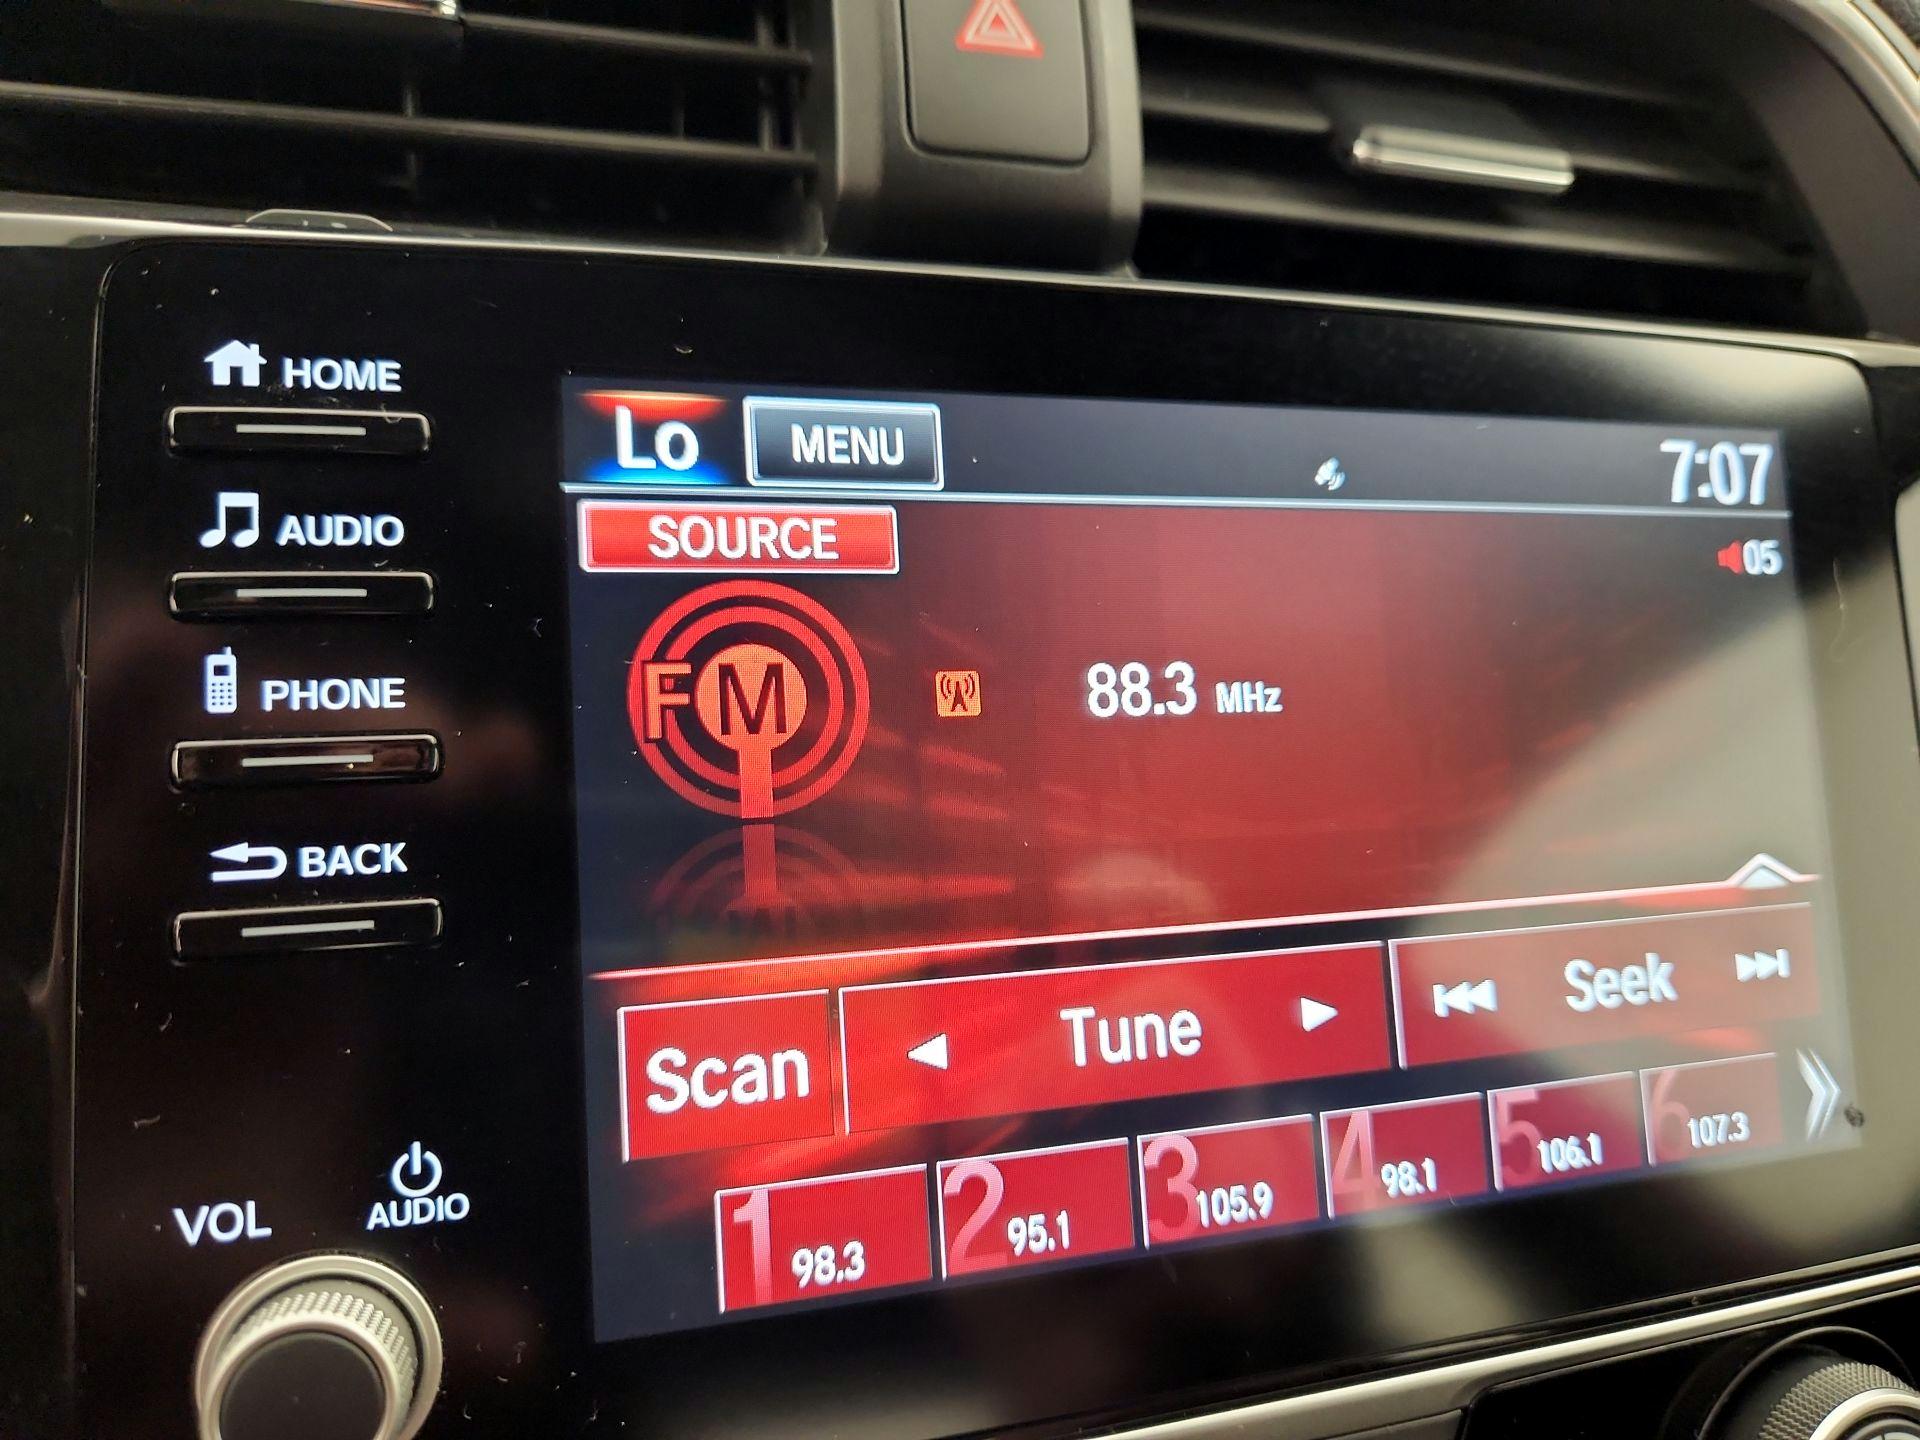 HOME
AUDIO
PHONE
BACK
VOL
AUDIO
Lo
MENU
7:07
SOURCE
05
FM
88.3 MHz
Scan
Tune
Seek
1 98.3
2 95.1
3 105.9
4 98.1
5 106.1
6 107.3